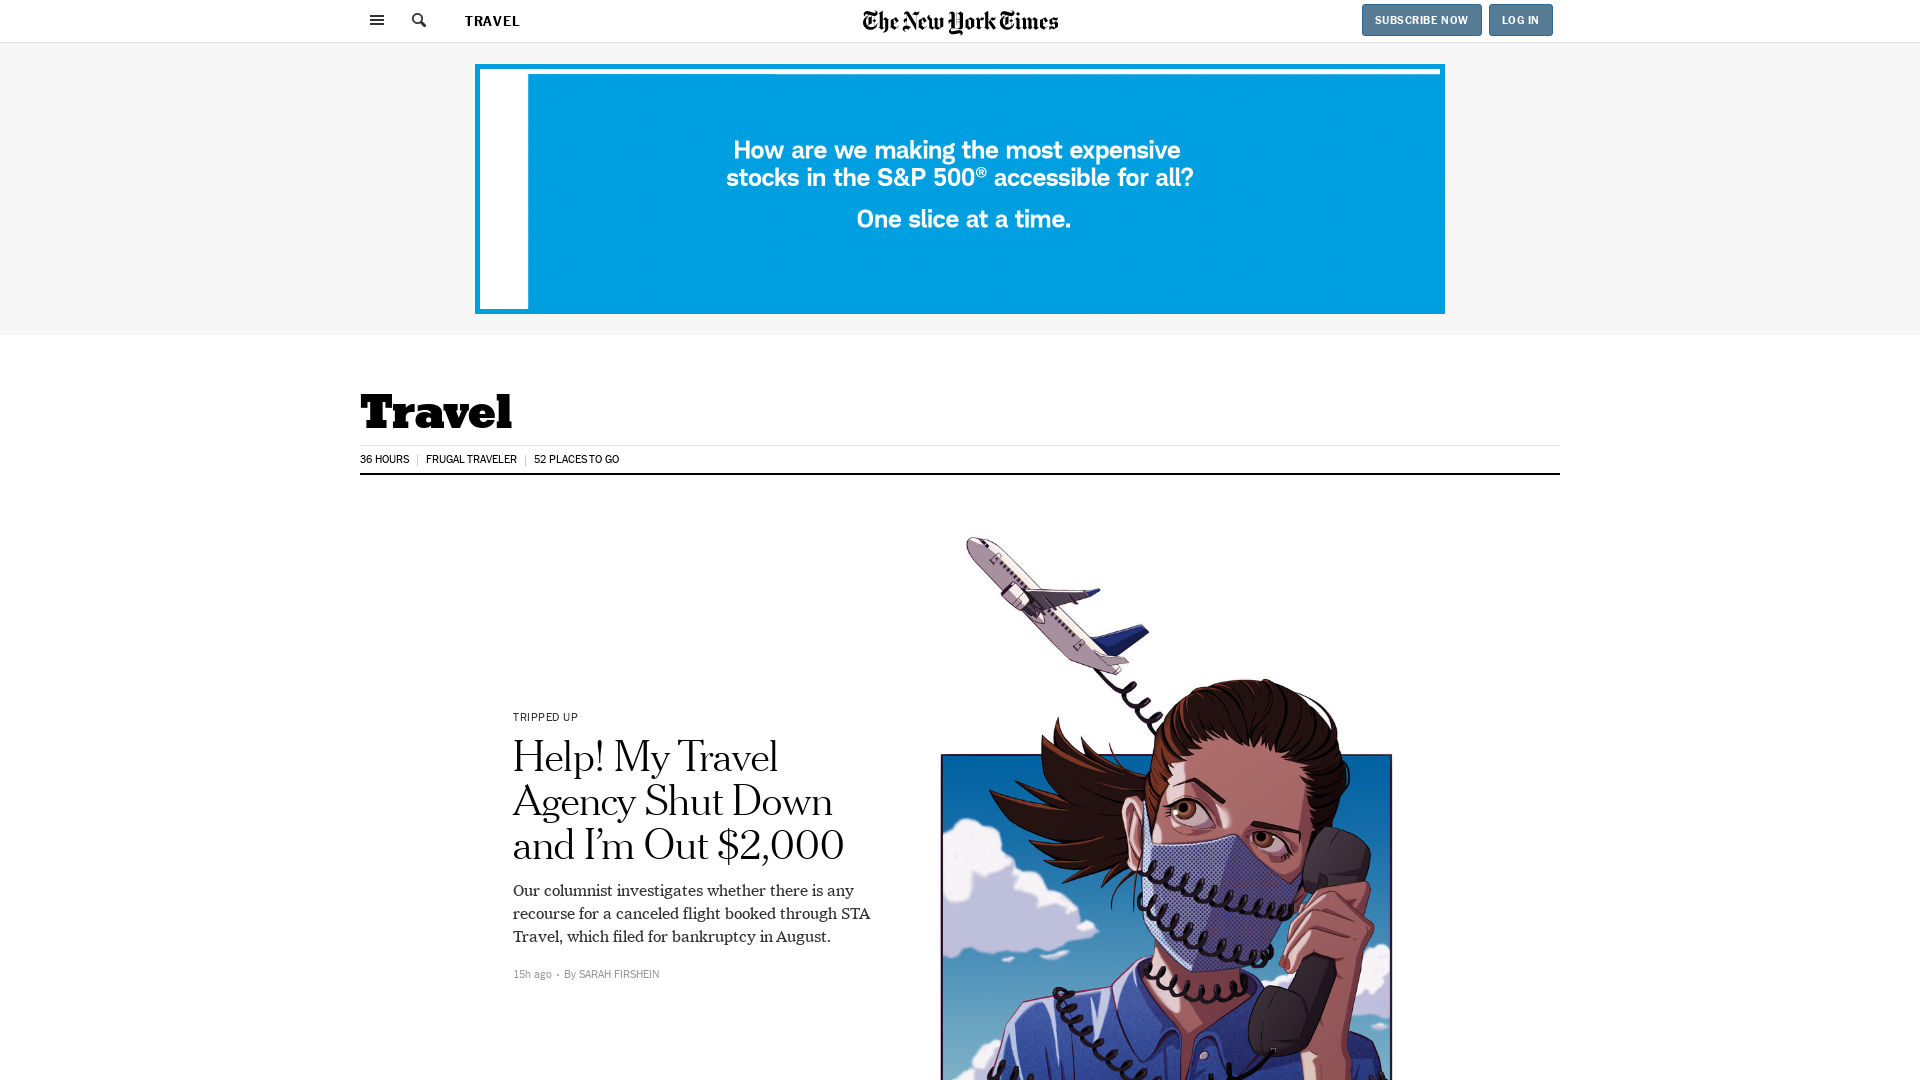 TRAVEL
The New York Times
SUBSCRIBE NOW
LOG IN
How are we making the most expensive
stocks in the S&P 500® accessible for all?
One slice at a time.
Travel
36 HOURS
FRUGAL TRAVELER
52 PLACES TO GO
TRIPPED UP
Help! My Travel
Agency Shut Down
and I’m Out $2,000
Our columnist investigates whether there is any
recourse for a canceled flight booked through STA
Travel, which filed for bankruptcy in August.
15h ago · By SARAH FIRSHEIN